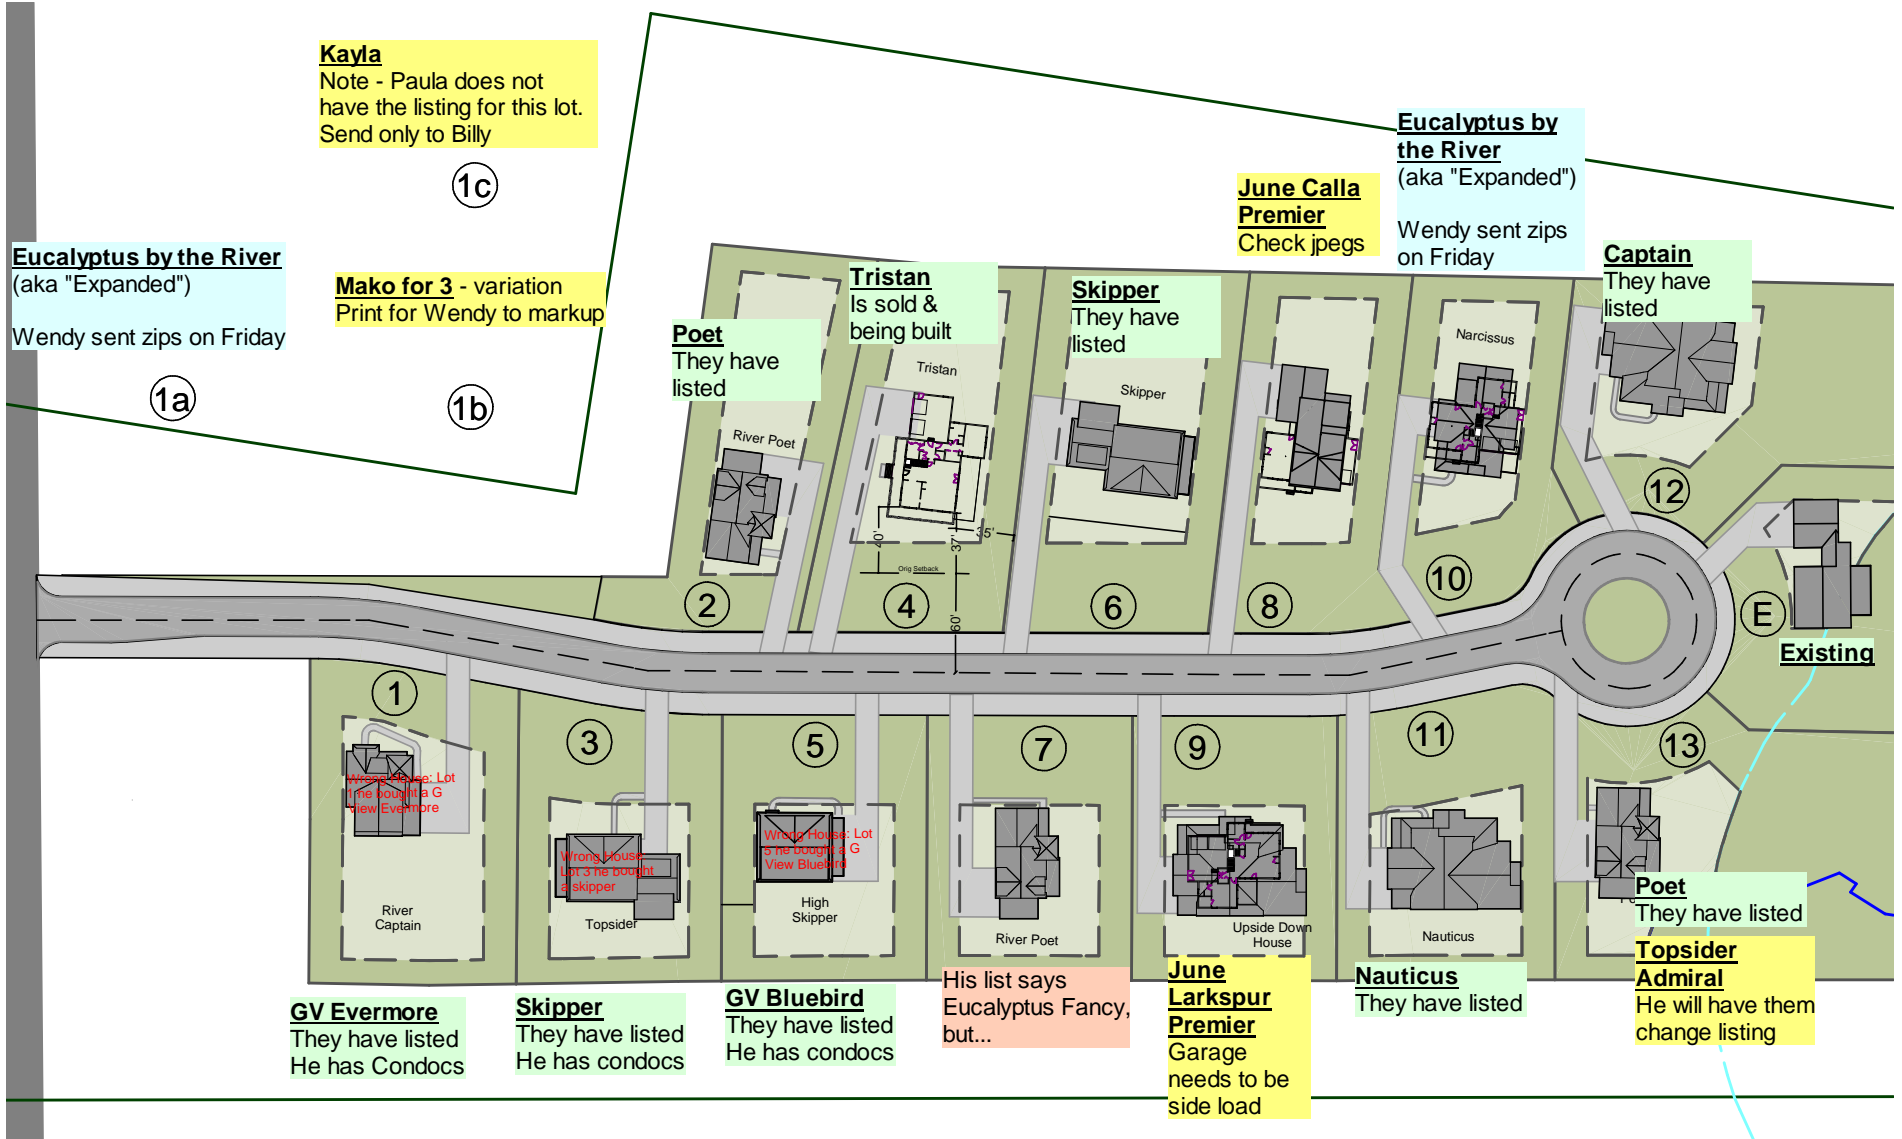 Kayla
Note - Paula does not
have the listing for this lot.
Send only to Billy
1c
Eucalyptus by the River
(aka "Expanded")
Wendy sent zips on Friday
1a
Mako for 3 - variation
Print for Wendy to markup
1b
Poet
They have
listed
River Poet
2
Tristan
Is sold &
being built
Tristan
40'
37'
35'
Orig Setback
60'
4
Skipper
They have
listed
Skipper
6
June Calla
Premier
Check jpegs
8
Eucalyptus by
the River
(aka "Expanded")
Wendy sent zips
on Friday
Narcissus
10
Captain
They have
listed
12
E
Existing
1
Wrong House: Lot
1 he bought a G
View Evermore
River
Captain
GV Evermore
They have listed
He has Condocs
3
Wrong House:
Lot 3 he bought
a skipper
Topsider
Skipper
They have listed
He has condocs
5
Wrong House: Lot
5 he bought a G
View Bluebird
High
Skipper
GV Bluebird
They have listed
He has condocs
7
River Poet
His list says
Eucalyptus Fancy,
but...
9
Upside Down
House
June
Larkspur
Premier
Garage
needs to be
side load
11
Nauticus
Nauticus
They have listed
13
Poet
They have listed
Topsider
Admiral
He will have them
change listing